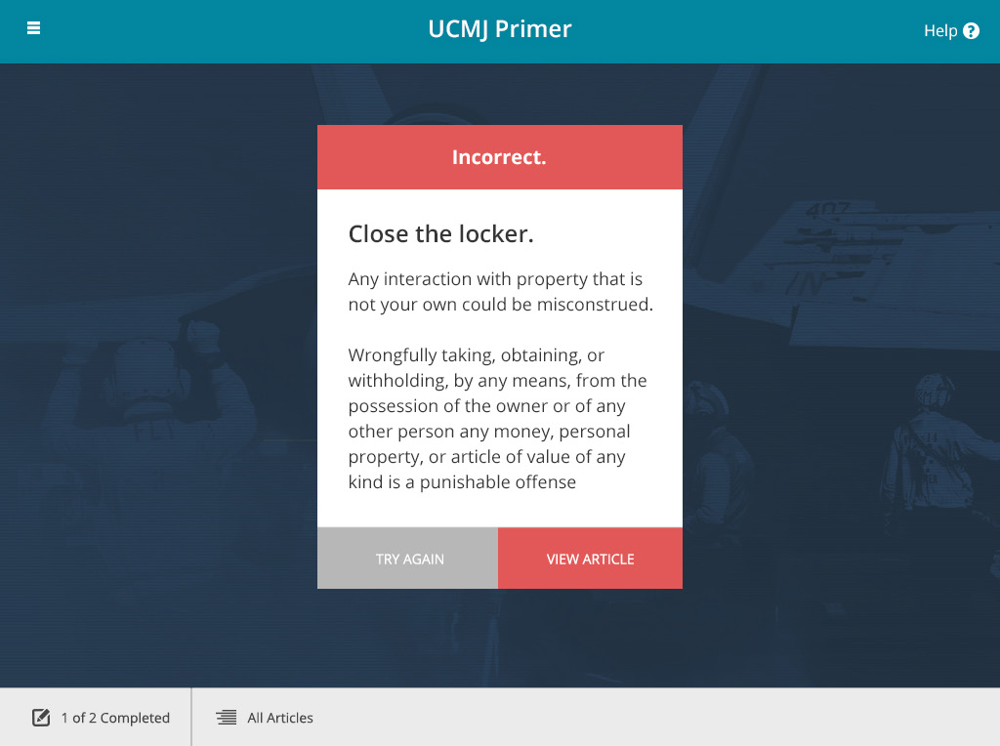 UCMJ Primer
Help ?
Incorrect.
Close the locker.
Any interaction with property that is
not your own could be misconstrued.
Wrongfully taking, obtaining, or
withholding, by any means, from the
possession of the owner or of any
other person any money, personal
property, or article of value of any
kind is a punishable offense
TRY AGAIN
VIEW ARTICLE
1 of 2 Completed
All Articles
407
FLT